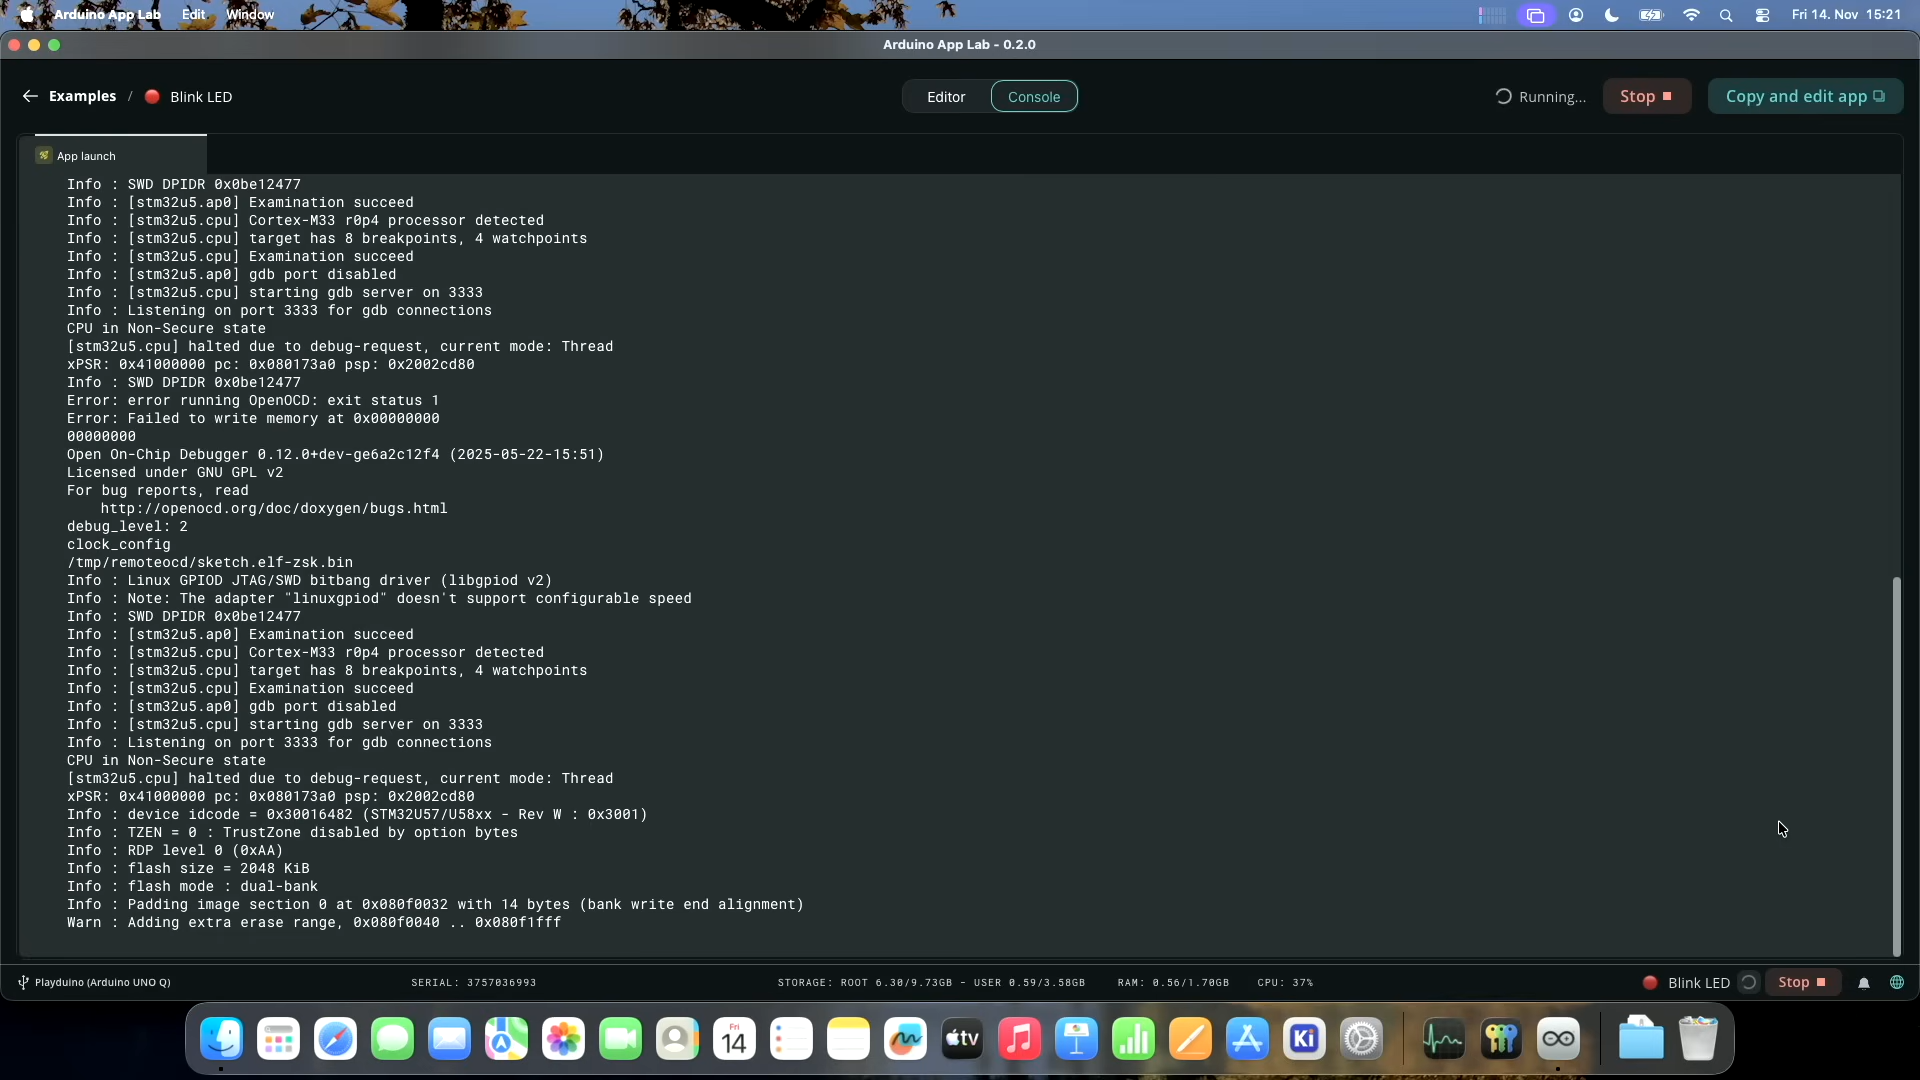 Arduino App Lab Edit Window Fri 14. Nov 15:21
Arduino App Lab - 0.2.0
Examples / Blink LED Editor Console Running... Stop Copy and edit app
App launch
Info : SWD DPIDR 0x0be12477
Info : [stm32u5.ap0] Examination succeed
Info : [stm32u5.cpu] Cortex-M33 r0p4 processor detected
Info : [stm32u5.cpu] target has 8 breakpoints, 4 watchpoints
Info : [stm32u5.cpu] Examination succeed
Info : [stm32u5.ap0] gdb port disabled
Info : [stm32u5.cpu] starting gdb server on 3333
Info : Listening on port 3333 for gdb connections
CPU in Non-Secure state
[stm32u5.cpu] halted due to debug-request, current mode: Thread
xPSR: 0x41000000 pc: 0x080173a0 psp: 0x2002cd80
Info : SWD DPIDR 0x0be12477
Error: error running OpenOCD: exit status 1
Error: Failed to write memory at 0x00000000
00000000
Open On-Chip Debugger 0.12.0+dev-ge6a2c12f4 (2025-05-22-15:51)
Licensed under GNU GPL v2
For bug reports, read
http://openocd.org/doc/doxygen/bugs.html
debug_level: 2
clock_config
/tmp/remoteocd/sketch.elf-zsk.bin
Info : Linux GPIOD JTAG/SWD bitbang driver (libgpiod v2)
Info : Note: The adapter "linuxgpiod" doesn't support configurable speed
Info : SWD DPIDR 0x0be12477
Info : [stm32u5.ap0] Examination succeed
Info : [stm32u5.cpu] Cortex-M33 r0p4 processor detected
Info : [stm32u5.cpu] target has 8 breakpoints, 4 watchpoints
Info : [stm32u5.cpu] Examination succeed
Info : [stm32u5.ap0] gdb port disabled
Info : [stm32u5.cpu] starting gdb server on 3333
Info : Listening on port 3333 for gdb connections
CPU in Non-Secure state
[stm32u5.cpu] halted due to debug-request, current mode: Thread
xPSR: 0x41000000 pc: 0x080173a0 psp: 0x2002cd80
Info : device idcode = 0x30016482 (STM32U57/U58xx - Rev W : 0x3001)
Info : TZEN = 0 : TrustZone disabled by option bytes
Info : RDP level 0 (0xAA)
Info : flash size = 2048 KiB
Info : flash mode : dual-bank
Info : Padding image section 0 at 0x080f0032 with 14 bytes (bank write end alignment)
Warn : Adding extra erase range, 0x080f0040 .. 0x080f1fff
Playduino (Arduino UNO Q) SERIAL: 3757036993 STORAGE: ROOT 6.30/9.73GB - USER 0.59/3.58GB RAM: 0.56/1.70GB CPU: 37% Blink LED Stop
Fri
14 tv Ki